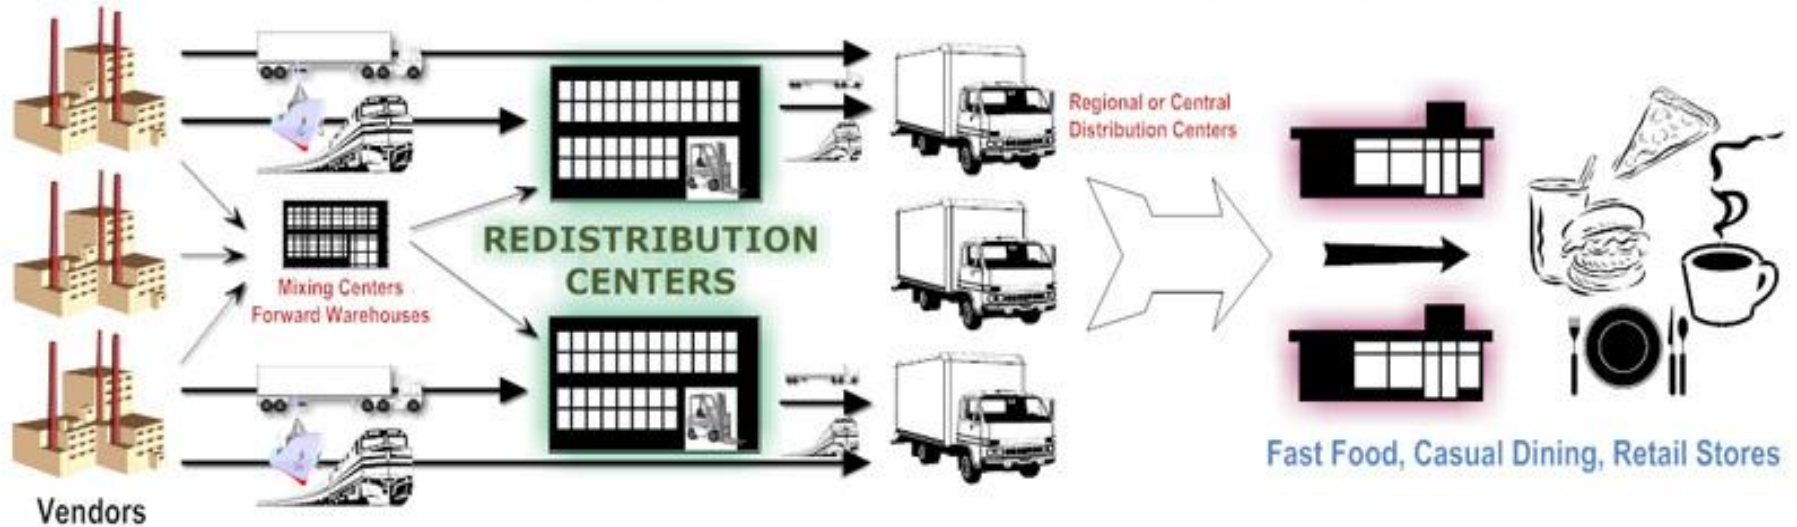 Regional or Central
Distribution Centers
REDISTRIBUTION
CENTERS
Mixing Centers
Forward Warehouses
Fast Food, Casual Dining, Retail Stores
Vendors